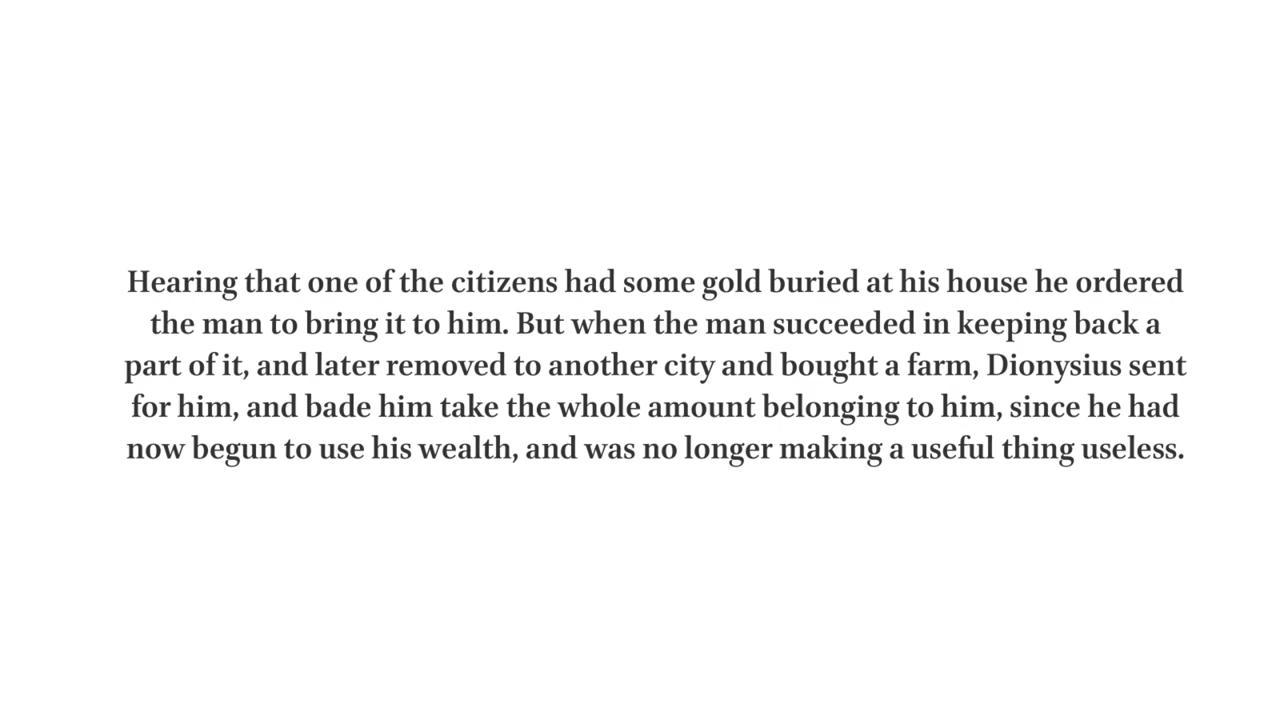 Hearing that one of the citizens had some gold buried at his house he ordered
the man to bring it to him. But when the man succeeded in keeping back a
part of it, and later removed to another city and bought a farm, Dionysius sent
for him, and bade him take the whole amount belonging to him, since he had
now begun to use his wealth, and was no longer making a useful thing useless.